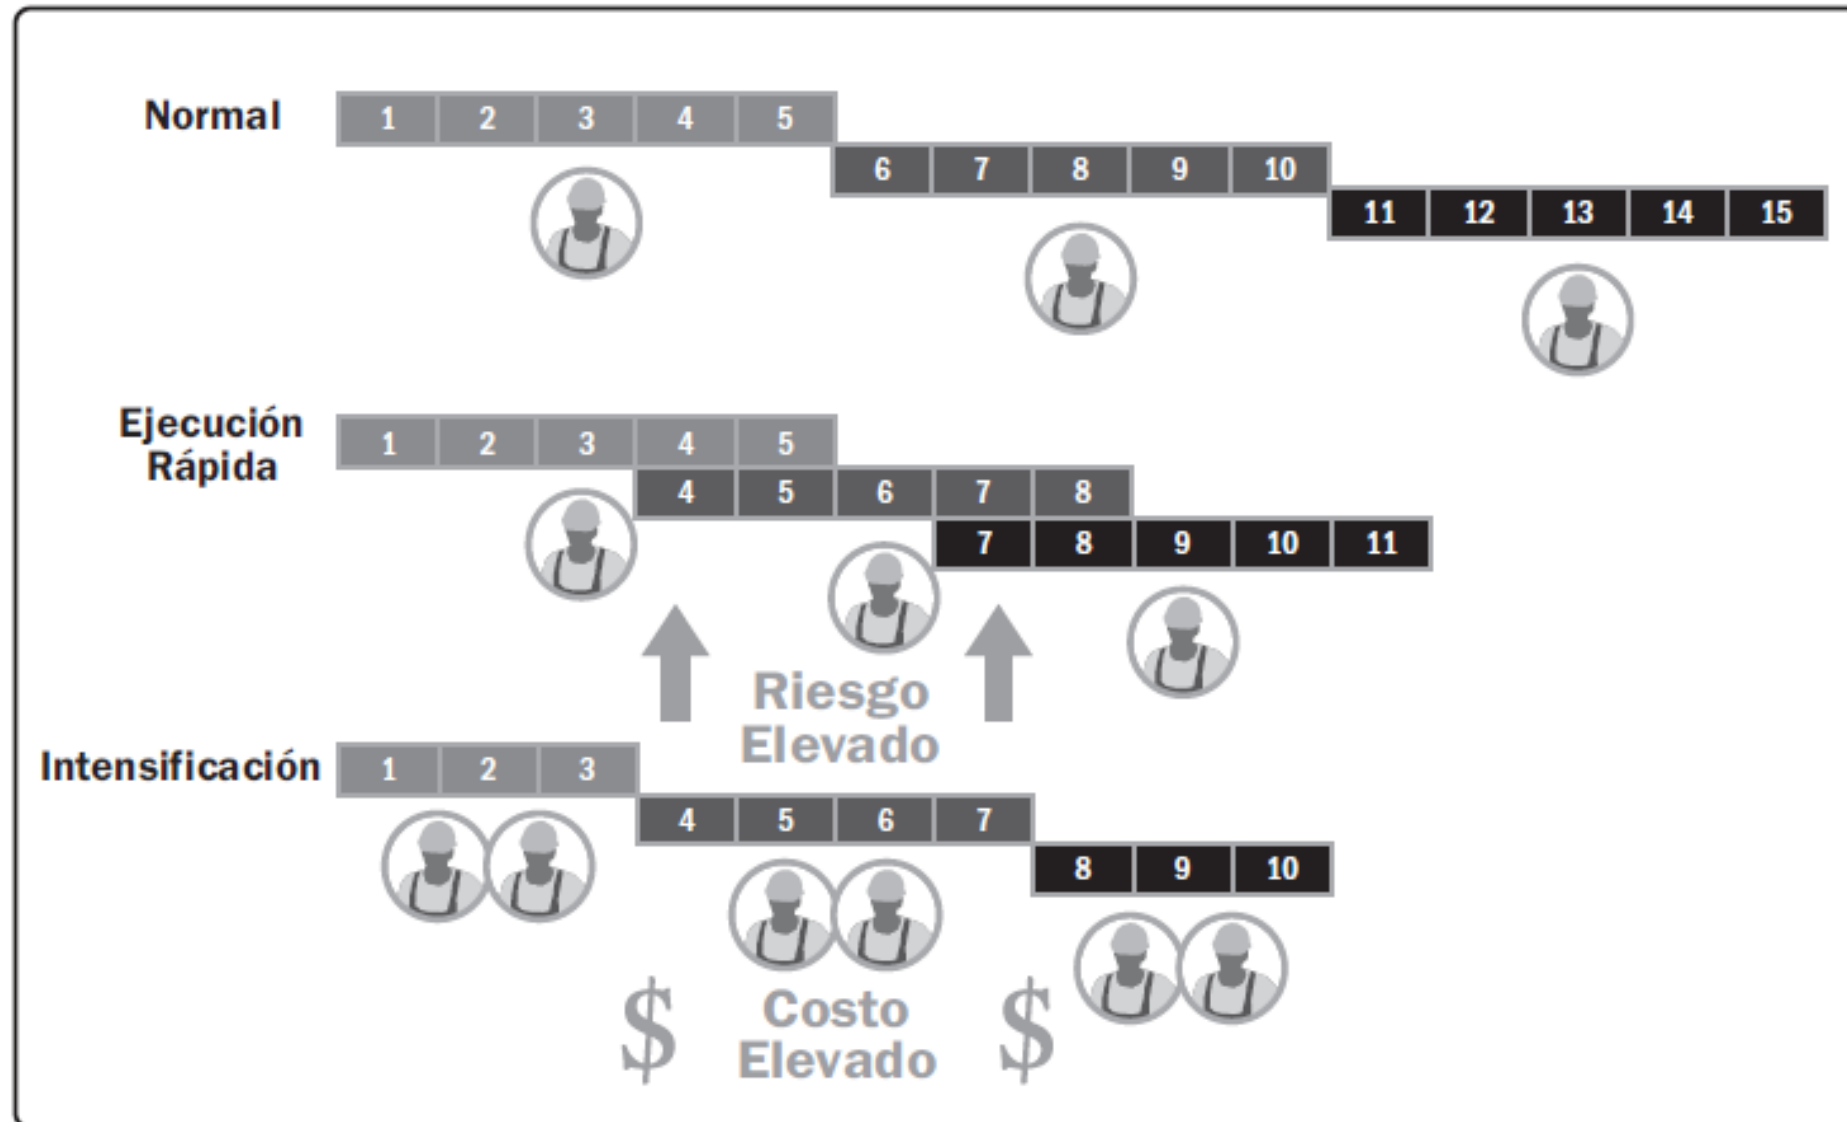 Normal
1 2 3 4 5
6 7 8 9 10
11 12 13 14 15
Ejecución
Rápida
1 2 3 4 5
4 5 6 7 8
7 8 9 10 11
Riesgo
Elevado
Intensificación
1 2 3
4 5 6 7
8 9 10
$ Costo $
Elevado